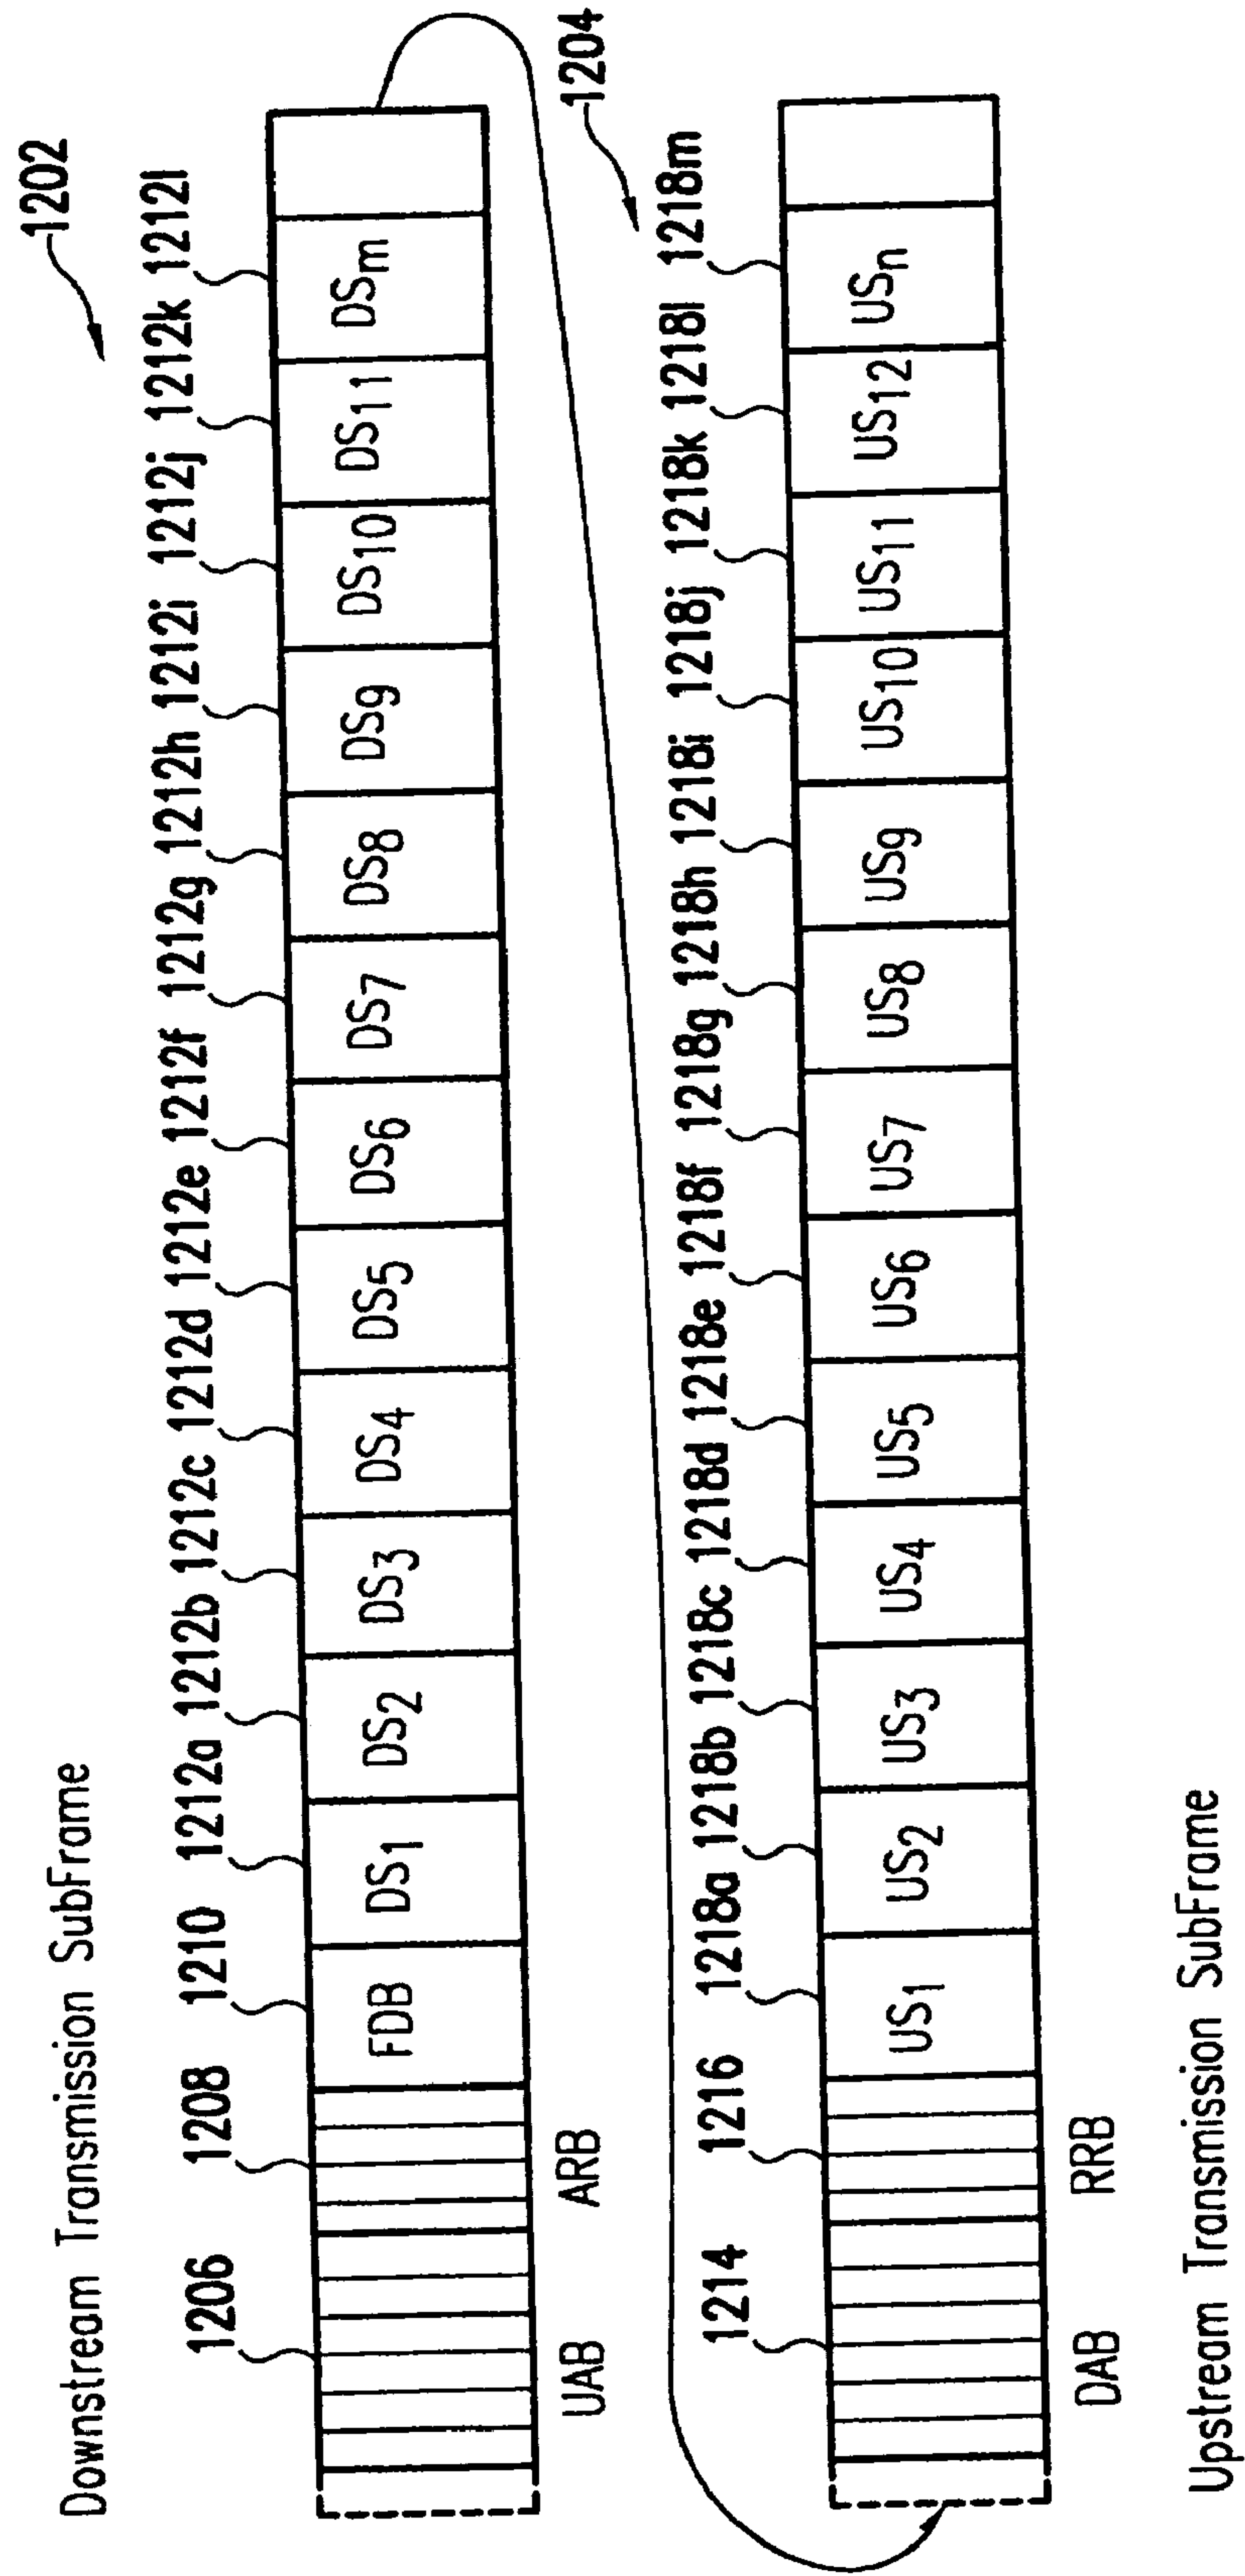 Downstream Transmission SubFrame
1202
1206 1208 1210 1212a 1212b 1212c 1212d 1212e 1212f 1212g 1212h 1212i 1212j 1212k 1212l
FDB DS1 DS2 DS3 DS4 DS5 DS6 DS7 DS8 DS9 DS10 DS11 DSm
UAB ARB
1204
1214 1216 1218a 1218b 1218c 1218d 1218e 1218f 1218g 1218h 1218i 1218j 1218k 1218l 1218m
US1 US2 US3 US4 US5 US6 US7 US8 US9 US10 US11 US12 USn
DAB RRB
Upstream Transmission SubFrame